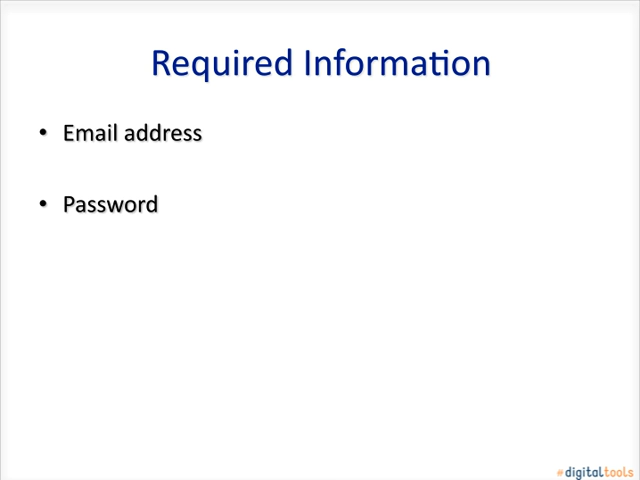 Required Information
• Email address
• Password
#digitaltools